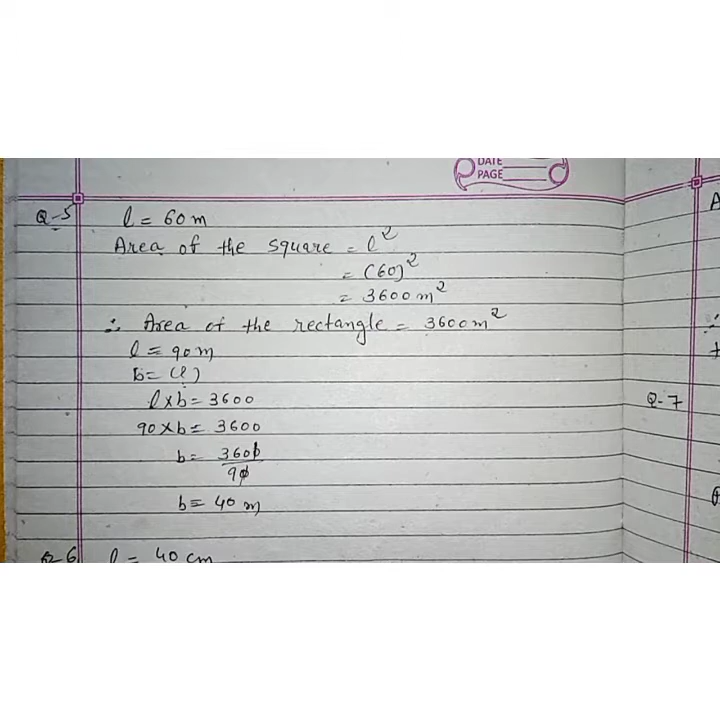 DATE
PAGE
Q-5 l = 60 m
Area of the square = l²
= (60)²
= 3600 m²
∴ Area of the rectangle = 3600 m²
l = 90 m
b = (?)
l × b = 3600
90 × b = 3600
b = 3600/90
b = 40 m
Q-6 l = 40 cm
Q-7